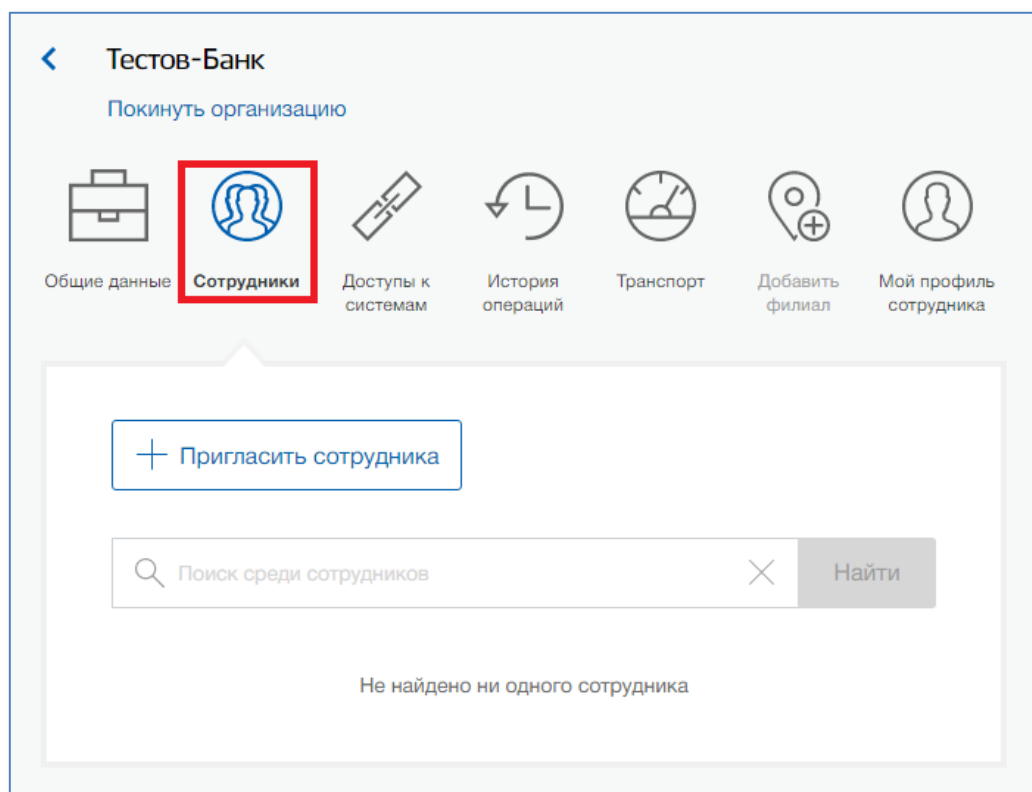 Тестов-Банк
Покинуть организацию
Общие данные
Сотрудники
Доступы к
системам
История
операций
Транспорт
Добавить
филиал
Мой профиль
сотрудника
Пригласить сотрудника
Поиск среди сотрудников
Найти
Не найдено ни одного сотрудника